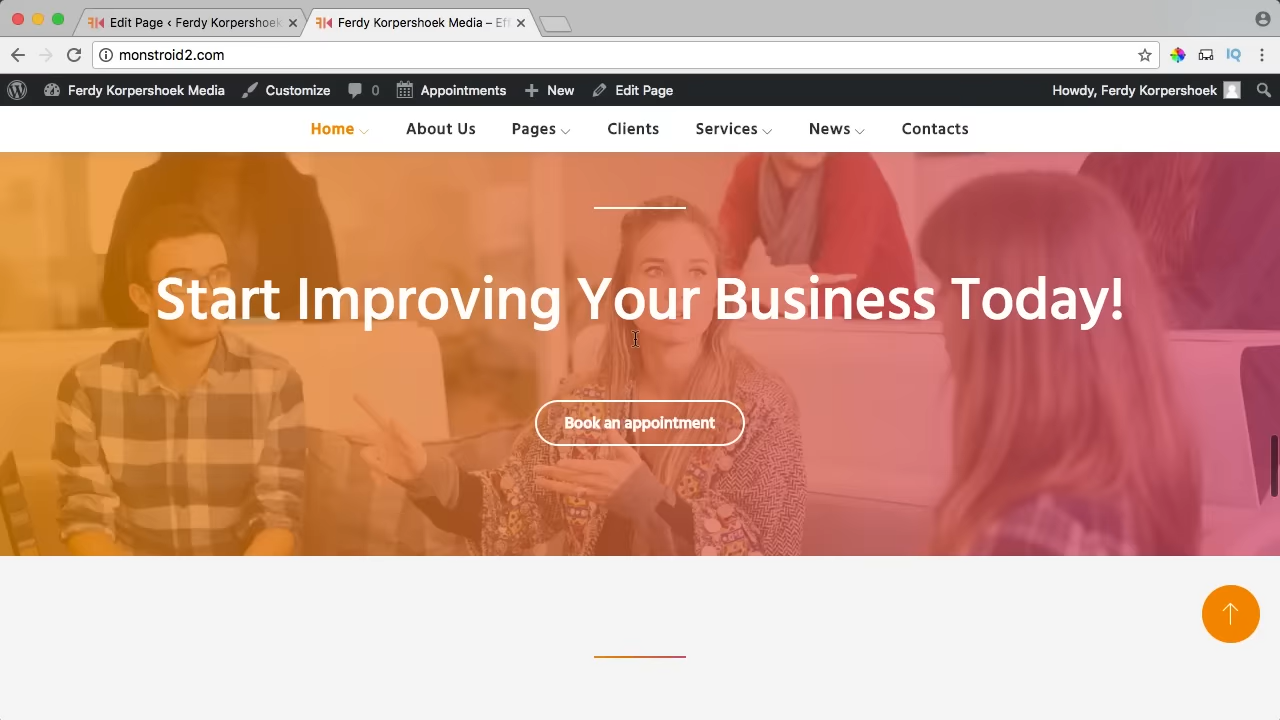 Edit Page ‹ Ferdy Korpershoek
Ferdy Korpershoek Media – Eff
monstroid2.com
IQ
Ferdy Korpershoek Media
Customize
0
Appointments
New
Edit Page
Howdy, Ferdy Korpershoek
Home
About Us
Pages
Clients
Services
News
Contacts
Start Improving Your Business Today!
Book an appointment